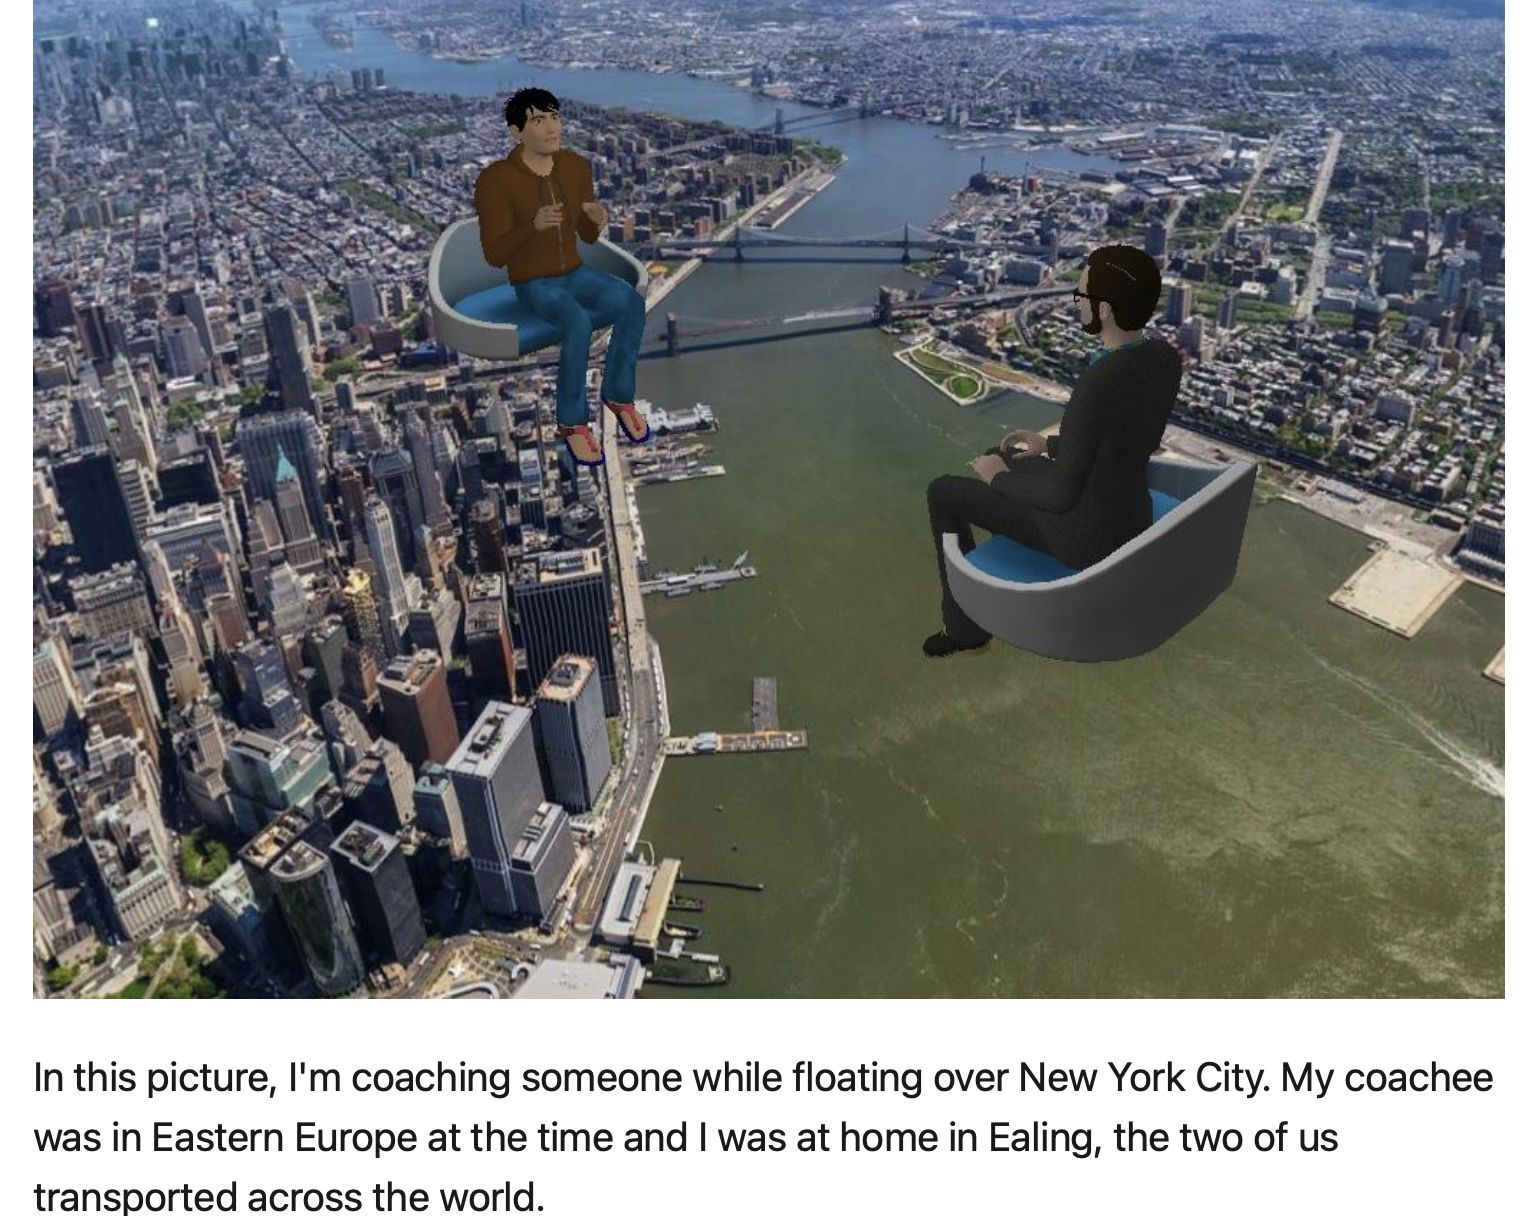 In this picture, I'm coaching someone while floating over New York City. My coachee
was in Eastern Europe at the time and I was at home in Ealing, the two of us
transported across the world.